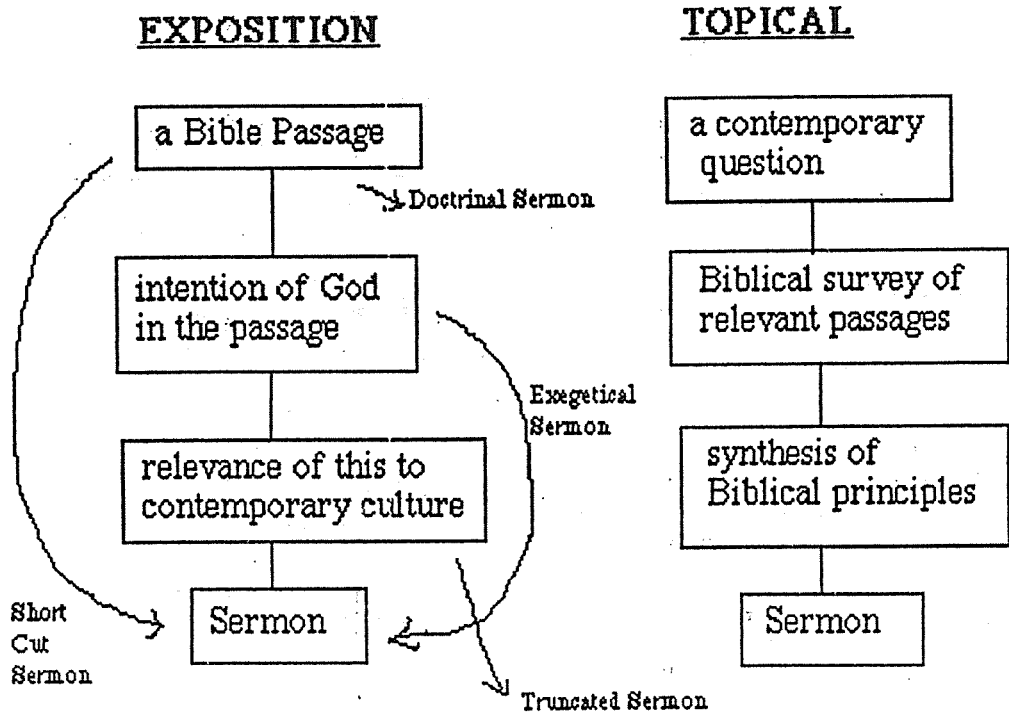 EXPOSITION
a Bible Passage
Doctrinal Sermon
intention of God
in the passage
Exegetical
Sermon
relevance of this to
contemporary culture
Short
Cut
Sermon
Sermon
Truncated Sermon
TOPICAL
a contemporary
question
Biblical survey of
relevant passages
synthesis of
Biblical principles
Sermon